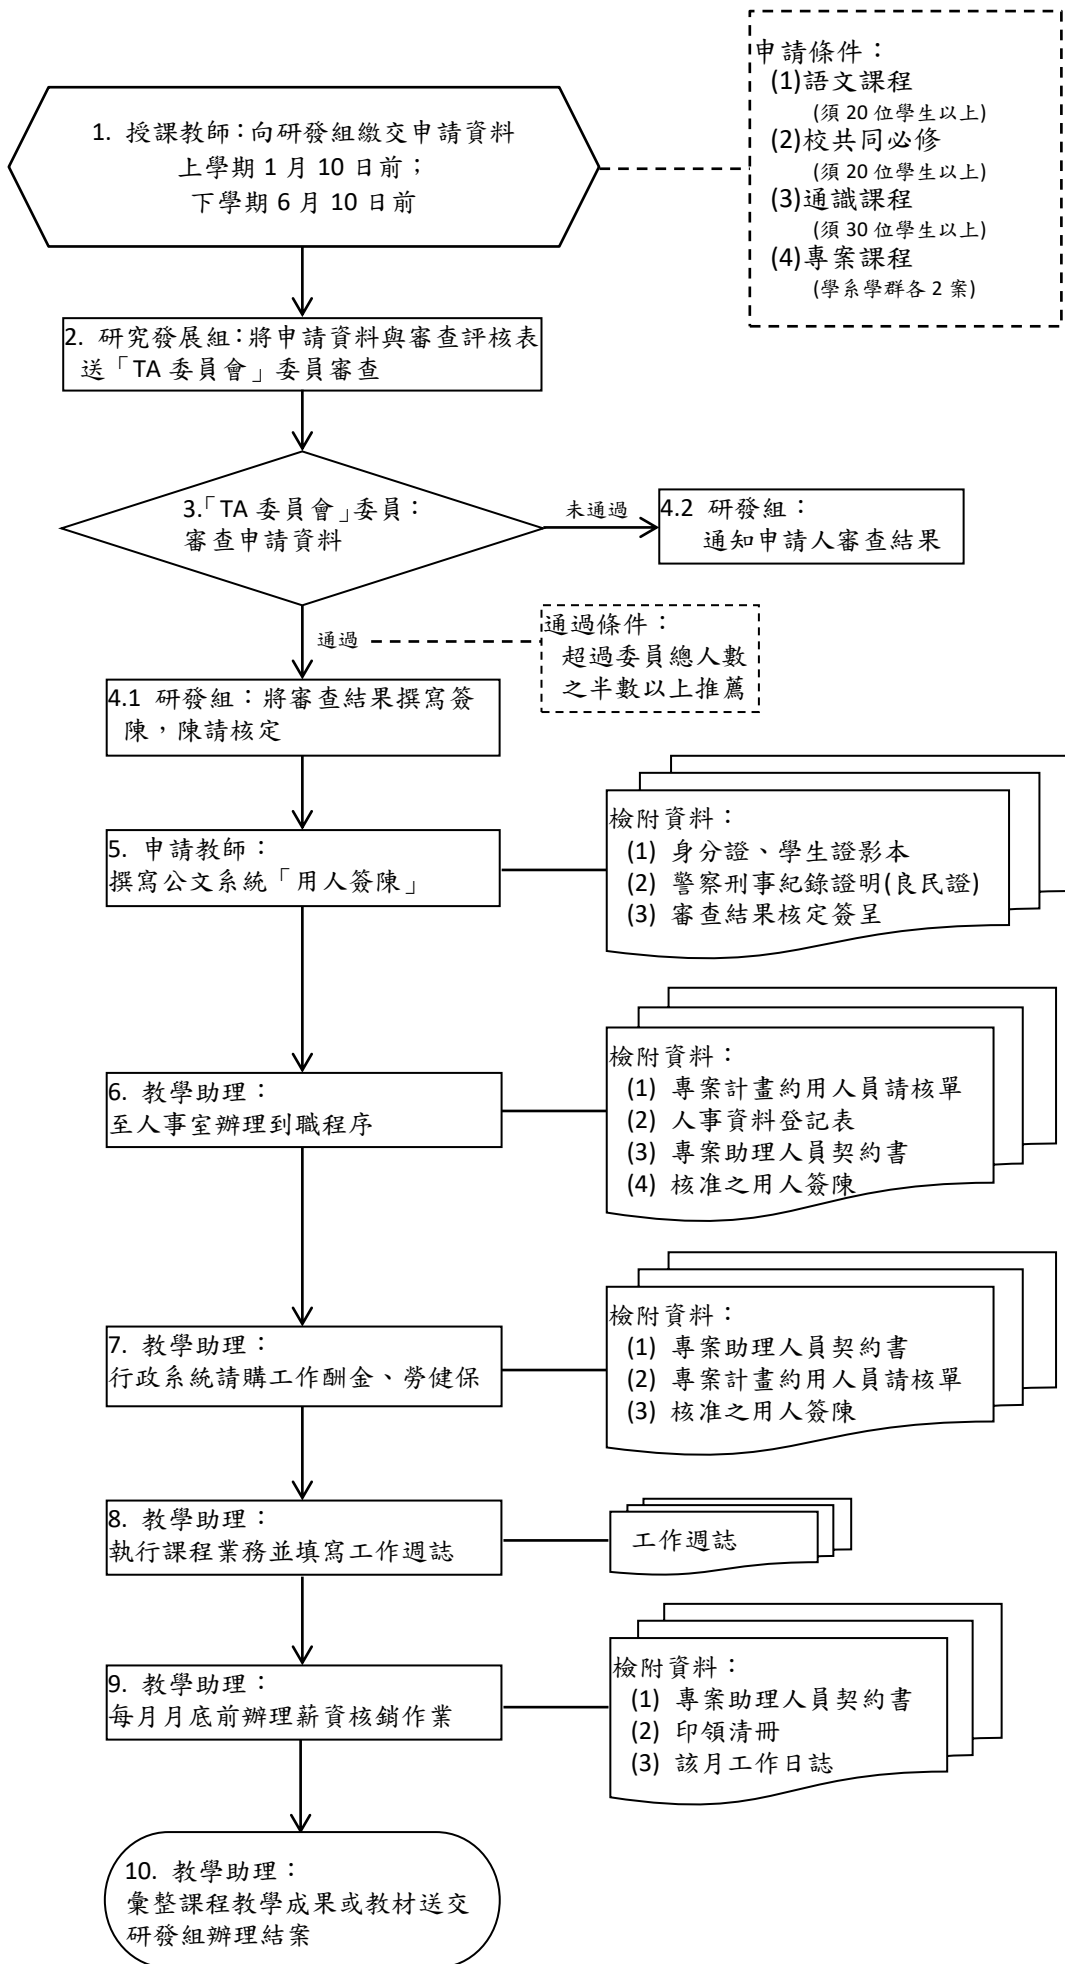 申請條件：
(1)語文課程
(須 20 位學生以上)
(2)校共同必修
(須 20 位學生以上)
(3)通識課程
(須 30 位學生以上)
(4)專案課程
(學系學群各 2 案)
1. 授課教師：向研發組繳交申請資料
上學期 1 月 10 日前；
下學期 6 月 10 日前
2. 研究發展組：將申請資料與審查評核表
送「TA 委員會」委員審查
3.「TA 委員會」委員：
審查申請資料
未通過
4.2 研發組：
通知申請人審查結果
通過
通過條件：
超過委員總人數
之半數以上推薦
4.1 研發組：將審查結果撰寫簽
陳，陳請核定
5. 申請教師：
撰寫公文系統「用人簽陳」
檢附資料：
(1) 身分證、學生證影本
(2) 警察刑事紀錄證明(良民證)
(3) 審查結果核定簽呈
6. 教學助理：
至人事室辦理到職程序
檢附資料：
(1) 專案計畫約用人員請核單
(2) 人事資料登記表
(3) 專案助理人員契約書
(4) 核准之用人簽陳
7. 教學助理：
行政系統請購工作酬金、勞健保
檢附資料：
(1) 專案助理人員契約書
(2) 專案計畫約用人員請核單
(3) 核准之用人簽陳
8. 教學助理：
執行課程業務並填寫工作週誌
工作週誌
9. 教學助理：
每月月底前辦理薪資核銷作業
檢附資料：
(1) 專案助理人員契約書
(2) 印領清冊
(3) 該月工作日誌
10. 教學助理：
彙整課程教學成果或教材送交
研發組辦理結案